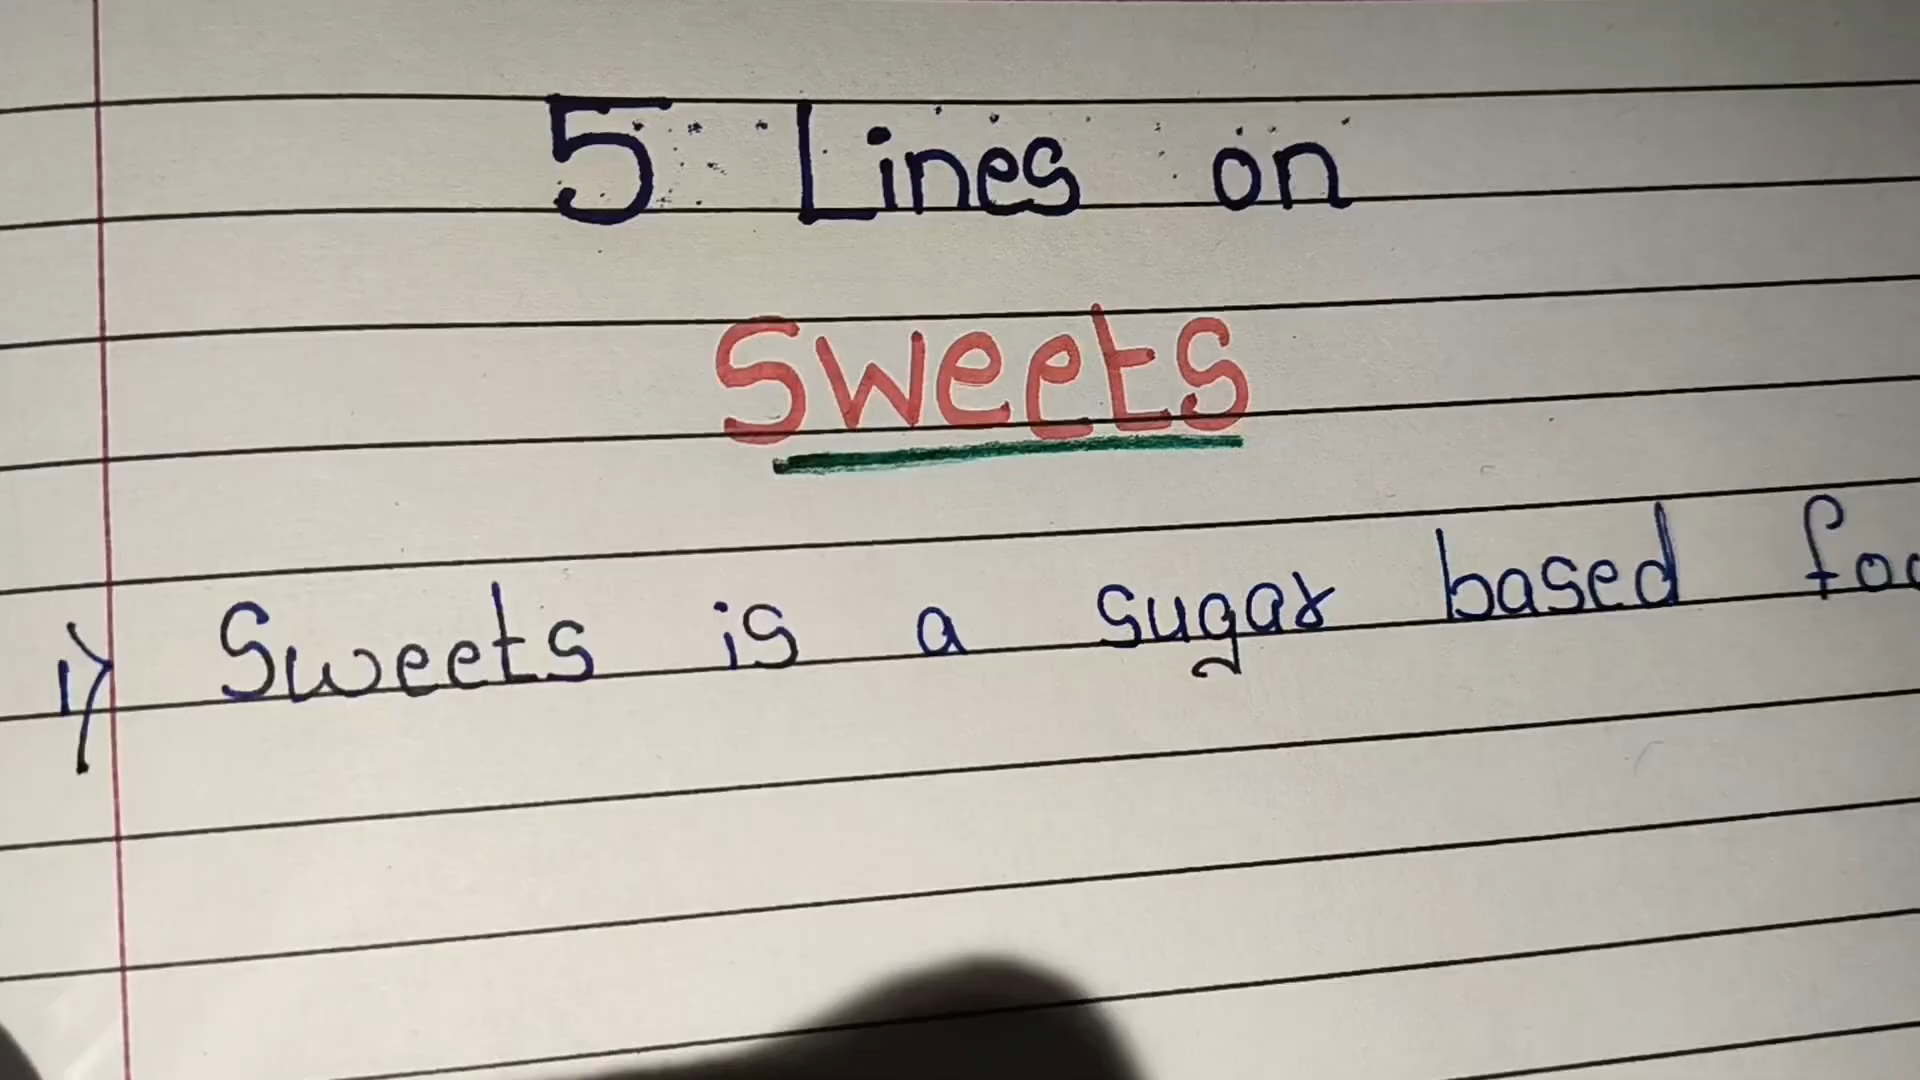 5 Lines on
Sweets
1) Sweets is a sugar based